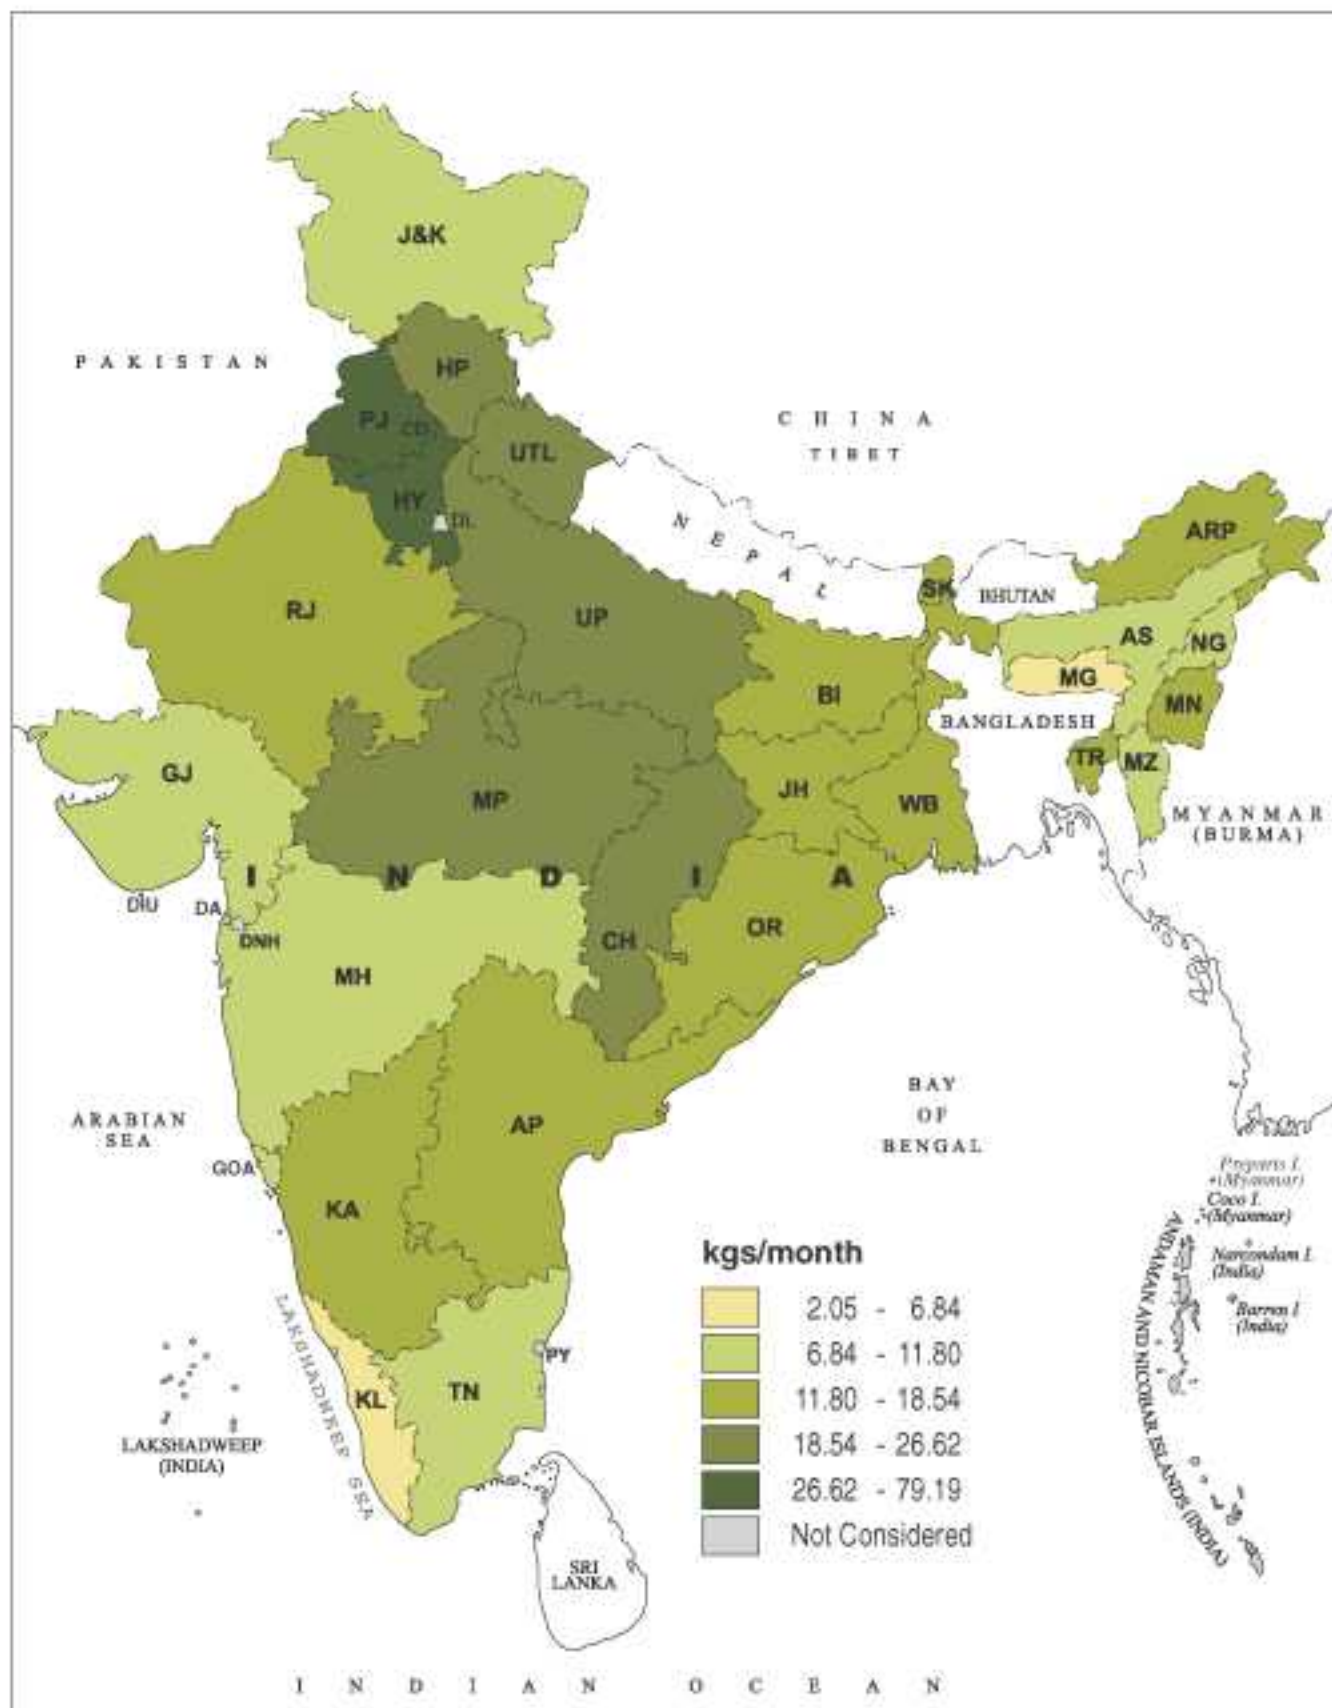 J&K
PAKISTAN
HP
CHINA
TIBET
PJ
CD
UTL
HY
DL
NEPAL
ARP
SK
BHUTAN
RJ
UP
AS
NG
MG
BI
MN
BANGLADESH
GJ
TR
MZ
MP
JH
WB
MYANMAR
(BURMA)
INDIA
DIU
DA
DNH
CH
OR
MH
ARABIAN
SEA
AP
BAY
OF
BENGAL
GOA
KA
Preparis I.
(Myanmar)
Coco I.
(Myanmar)
Narcondam I.
(India)
Barren I
(India)
ANDAMAN AND NICOBAR ISLANDS (INDIA)
kgs/month
2.05 - 6.84
6.84 - 11.80
11.80 - 18.54
18.54 - 26.62
26.62 - 79.19
Not Considered
PY
TN
KL
LAKSHADWEEP
(INDIA)
SRI
LANKA
INDIAN OCEAN